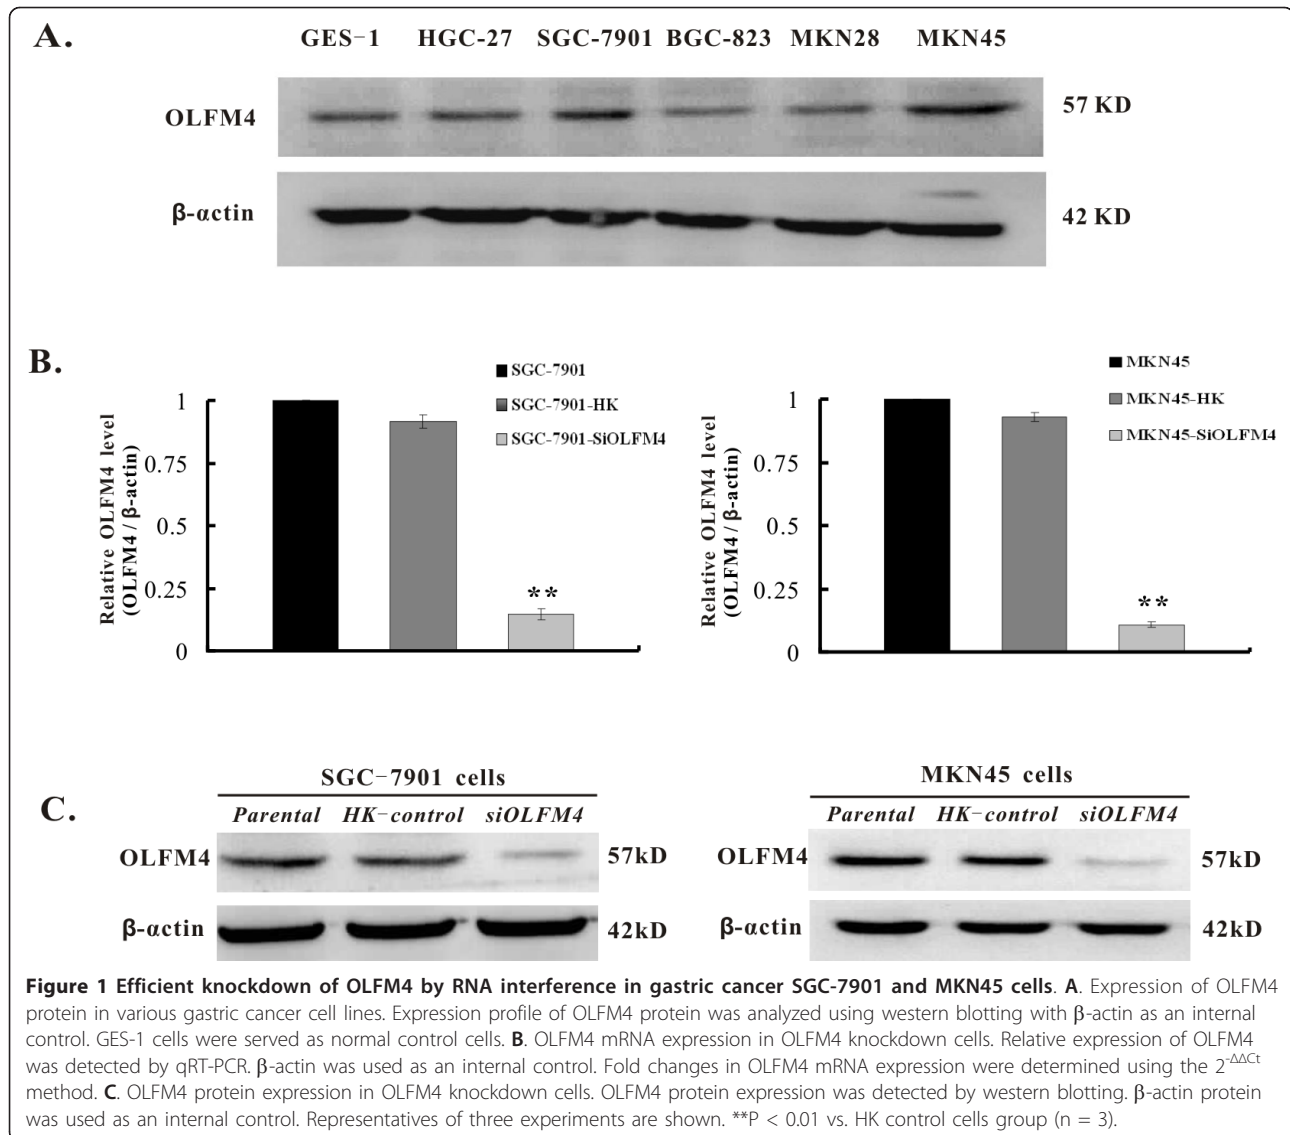 A.
GES-1 HGC-27 SGC-7901 BGC-823 MKN28 MKN45
OLFM4 57 KD
β-actin 42 KD
B.
SGC-7901
SGC-7901-HK
SGC-7901-SiOLFM4
Relative OLFM4 level
(OLFM4 / β-actin)
1
0.75
0.5
0.25
0
**
MKN45
MKN45-HK
MKN45-SiOLFM4
Relative OLFM4 level
(OLFM4 / β-actin)
1
0.75
0.5
0.25
0
**
C.
SGC-7901 cells
Parental HK-control siOLFM4
OLFM4 57kD
β-actin 42kD
MKN45 cells
Parental HK-control siOLFM4
OLFM4 57kD
β-actin 42kD
Figure 1 Efficient knockdown of OLFM4 by RNA interference in gastric cancer SGC-7901 and MKN45 cells. A. Expression of OLFM4
protein in various gastric cancer cell lines. Expression profile of OLFM4 protein was analyzed using western blotting with β-actin as an internal
control. GES-1 cells were served as normal control cells. B. OLFM4 mRNA expression in OLFM4 knockdown cells. Relative expression of OLFM4
was detected by qRT-PCR. β-actin was used as an internal control. Fold changes in OLFM4 mRNA expression were determined using the 2-ΔΔCt
method. C. OLFM4 protein expression in OLFM4 knockdown cells. OLFM4 protein expression was detected by western blotting. β-actin protein
was used as an internal control. Representatives of three experiments are shown. **P < 0.01 vs. HK control cells group (n = 3).